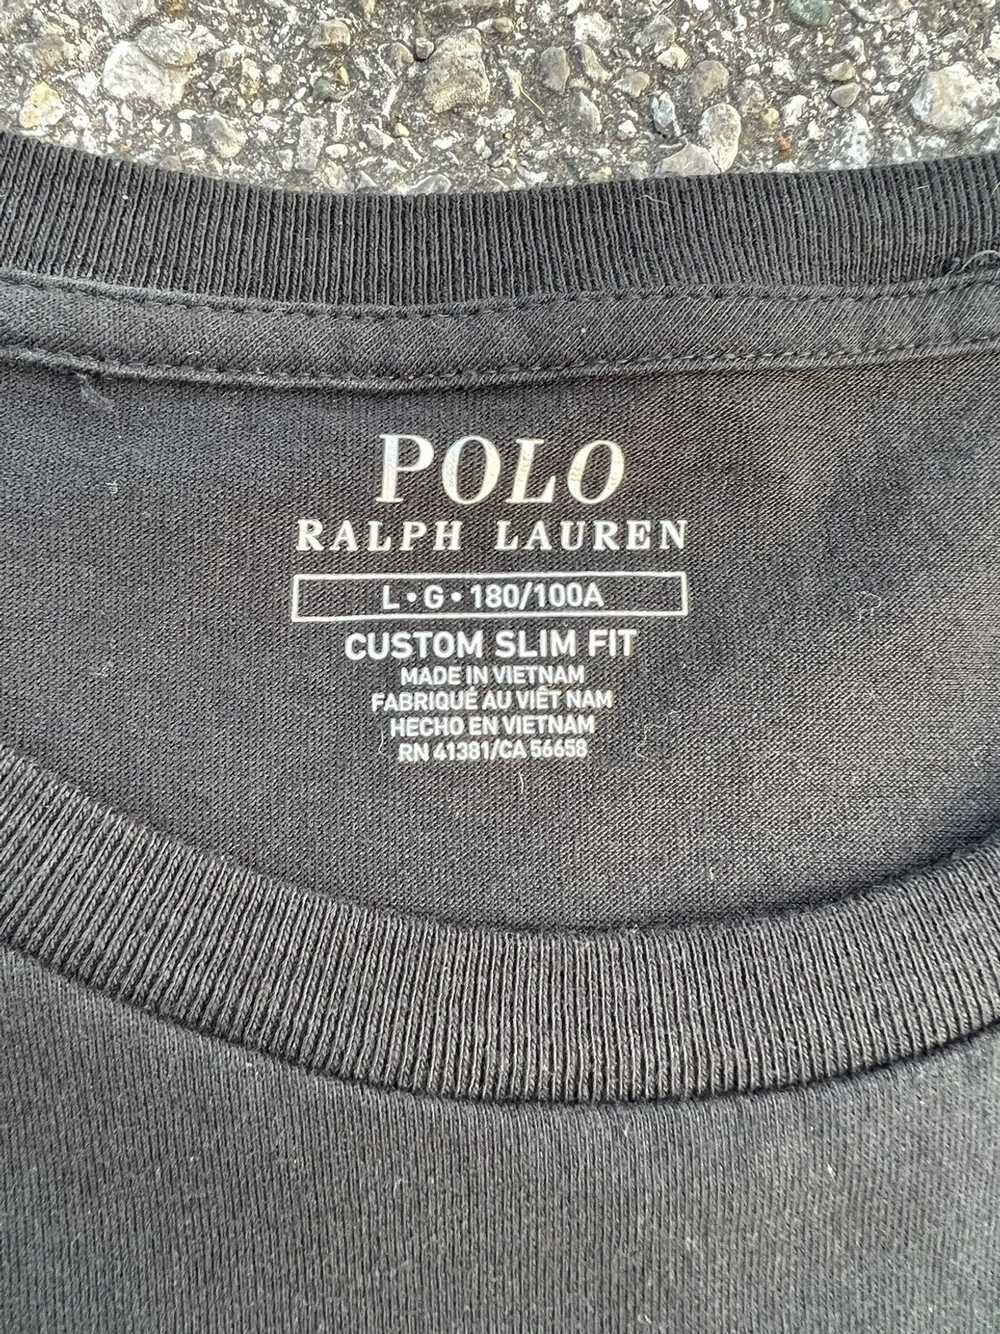 POLO
RALPH LAUREN
L • G • 180/100A
CUSTOM SLIM FIT
MADE IN VIETNAM
FABRIQUÉ AU VIÊT NAM
HECHO EN VIETNAM
RN 41381/CA 56658